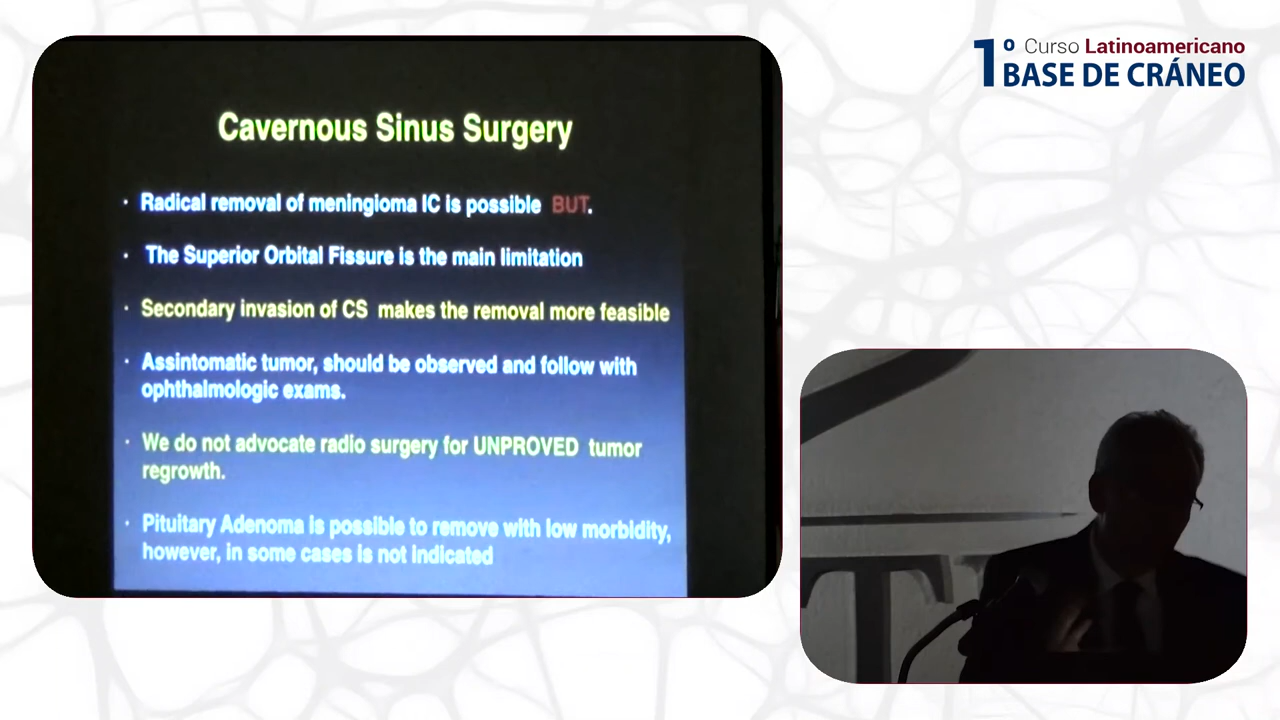 Cavernous Sinus Surgery
· Radical removal of meningioma IC is possible BUT.
· The Superior Orbital Fissure is the main limitation
· Secondary invasion of CS makes the removal more feasible
· Assintomatic tumor, should be observed and follow with
ophthalmologic exams.
· We do not advocate radio surgery for UNPROVED tumor
regrowth.
· Pituitary Adenoma is possible to remove with low morbidity,
however, in some cases is not indicated
1º Curso Latinoamericano
BASE DE CRÁNEO